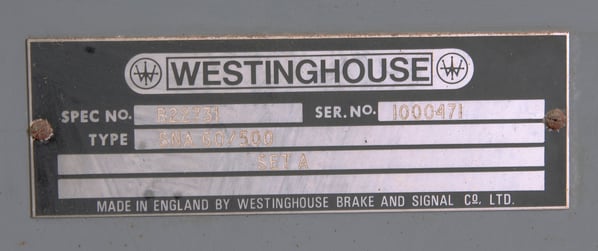 W WESTINGHOUSE W
SPEC NO. B22731 SER. NO. 1000471
TYPE SNA 60/500
SET A
MADE IN ENGLAND BY WESTINGHOUSE BRAKE AND SIGNAL CO. LTD.